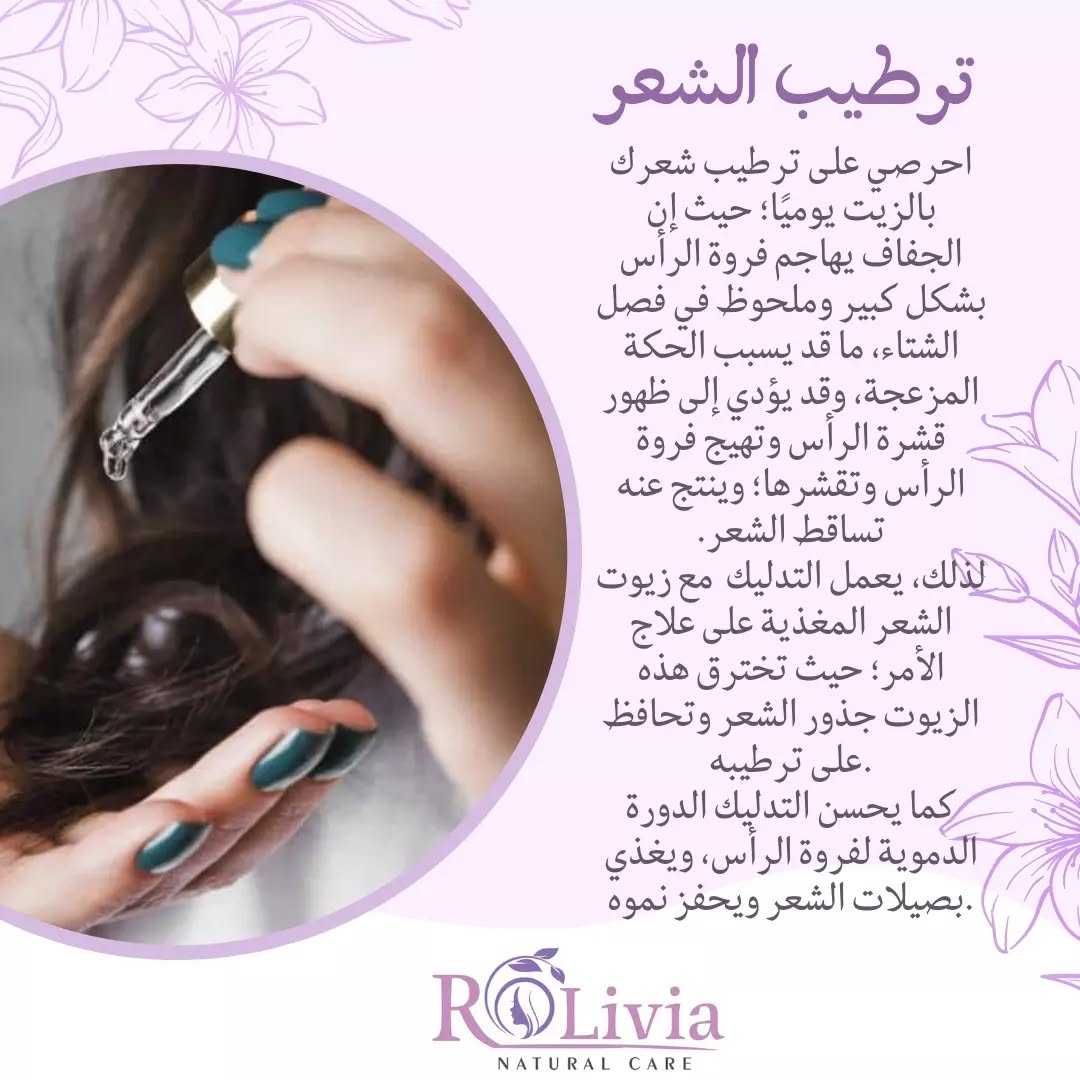 ترطيب الشعر
احرصي على ترطيب شعرك
بالزيت يوميًا؛ حيث إن
الجفاف يهاجم فروة الرأس
بشكل كبير وملحوظ في فصل
الشتاء، ما قد يسبب الحكة
المزعجة، وقد يؤدي إلى ظهور
قشرة الرأس وتهيج فروة
الرأس وتقشرها؛ وينتج عنه
تساقط الشعر.
لذلك، يعمل التدليك مع زيوت
الشعر المغذية على علاج
الأمر؛ حيث تخترق هذه
الزيوت جذور الشعر وتحافظ
على ترطيبه.
كما يحسن التدليك الدورة
الدموية لفروة الرأس، ويغذي
بصيلات الشعر ويحفز نموه.
ROLivia
NATURAL CARE